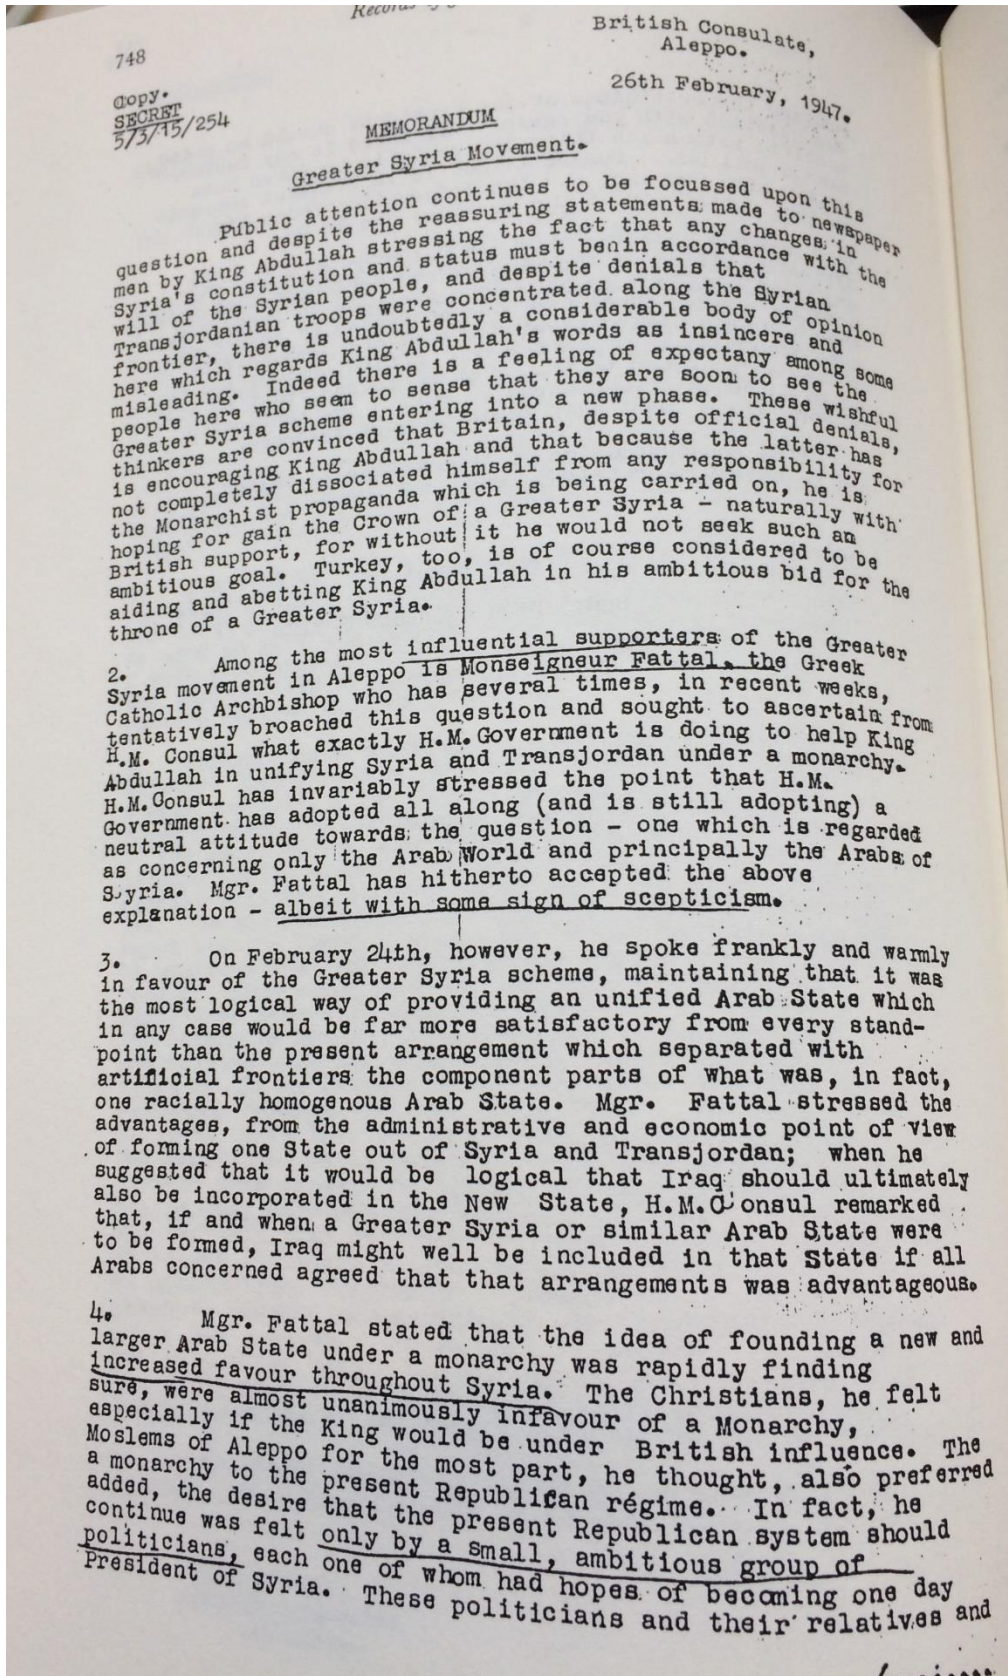 748
British Consulate,
Aleppo.
26th February, 1947.
Copy.
SECRET
5/3/15/254
MEMORANDUM
Greater Syria Movement.
Public attention continues to be focussed upon this
question and despite the reassuring statements made to newspaper
men by King Abdullah stressing the fact that any changes in
Syria's constitution and status must benin accordance with the
will of the Syrian people, and despite denials that
Transjordanian troops were concentrated along the Syrian
frontier, there is undoubtedly a considerable body of opinion
here which regards King Abdullah's words as insincere and
misleading. Indeed there is a feeling of expectany among some
people here who seem to sense that they are soon to see the
Greater Syria scheme entering into a new phase. These wishful
thinkers are convinced that Britain, despite official denials,
is encouraging King Abdullah and that because the latter has
not completely dissociated himself from any responsibility for
the Monarchist propaganda which is being carried on, he is
hoping for gain the Crown of a Greater Syria - naturally with
British support, for without it he would not seek such an
ambitious goal. Turkey, too, is of course considered to be
aiding and abetting King Abdullah in his ambitious bid for the
throne of a Greater Syria.
2. Among the most influential supporters of the Greater
Syria movement in Aleppo is Monseigneur Fattal, the Greek
Catholic Archbishop who has several times, in recent weeks,
tentatively broached this question and sought to ascertain from
H.M. Consul what exactly H.M.Government is doing to help King
Abdullah in unifying Syria and Transjordan under a monarchy.
H.M.Consul has invariably stressed the point that H.M.
Government has adopted all along (and is still adopting) a
neutral attitude towards the question - one which is regarded
as concerning only the Arab World and principally the Arabs of
Syria. Mgr. Fattal has hitherto accepted the above
explanation - albeit with some sign of scepticism.
3. On February 24th, however, he spoke frankly and warmly
in favour of the Greater Syria scheme, maintaining that it was
the most logical way of providing an unified Arab State which
in any case would be far more satisfactory from every stand-
point than the present arrangement which separated with
artificial frontiers the component parts of what was, in fact,
one racially homogenous Arab State. Mgr. Fattal stressed the
advantages, from the administrative and economic point of view
of forming one State out of Syria and Transjordan; when he
suggested that it would be logical that Iraq should ultimately
also be incorporated in the New State, H.M.Consul remarked
that, if and when a Greater Syria or similar Arab State were
to be formed, Iraq might well be included in that State if all
Arabs concerned agreed that that arrangements was advantageous.
4. Mgr. Fattal stated that the idea of founding a new and
larger Arab State under a monarchy was rapidly finding
increased favour throughout Syria. The Christians, he felt
sure, were almost unanimously infavour of a Monarchy,
especially if the King would be under British influence. The
Moslems of Aleppo for the most part, he thought, also preferred
a monarchy to the present Republican régime. In fact, he
added, the desire that the present Republican system should
continue was felt only by a small, ambitious group of
politicians, each one of whom had hopes of becoming one day
President of Syria. These politicians and their relatives and